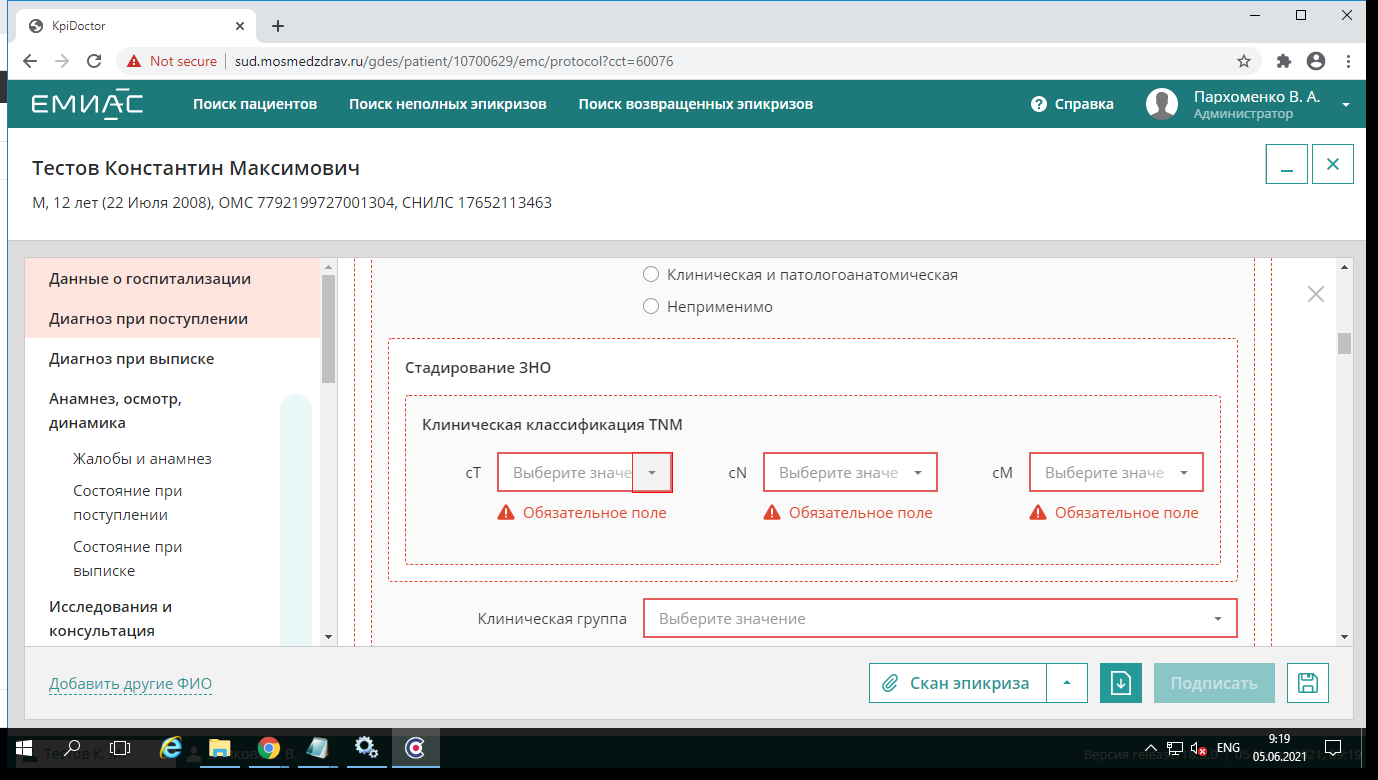 KpiDoctor
Not secure
sud.mosmedzdrav.ru/gdes/patient/10700629/emc/protocol?cct=60076
ЕМИАС
Поиск пациентов
Поиск неполных эпикризов
Поиск возвращенных эпикризов
Справка
Пархоменко В. А.
Администратор
Тестов Константин Максимович
М, 12 лет (22 Июля 2008), ОМС 7792199727001304, СНИЛС 17652113463
Данные о госпитализации
Диагноз при поступлении
Диагноз при выписке
Анамнез, осмотр,
динамика
Жалобы и анамнез
Состояние при
поступлении
Состояние при
выписке
Исследования и
консультация
Клиническая и патологоанатомическая
Неприменимо
Стадирование ЗНО
Клиническая классификация TNM
cT
Выберите значе
cN
Выберите значе
cM
Выберите значе
Обязательное поле
Обязательное поле
Обязательное поле
Клиническая группа
Выберите значение
Добавить другие ФИО
Скан эпикриза
Подписать
Тестов К. М.
ENG
9:19
05.06.2021